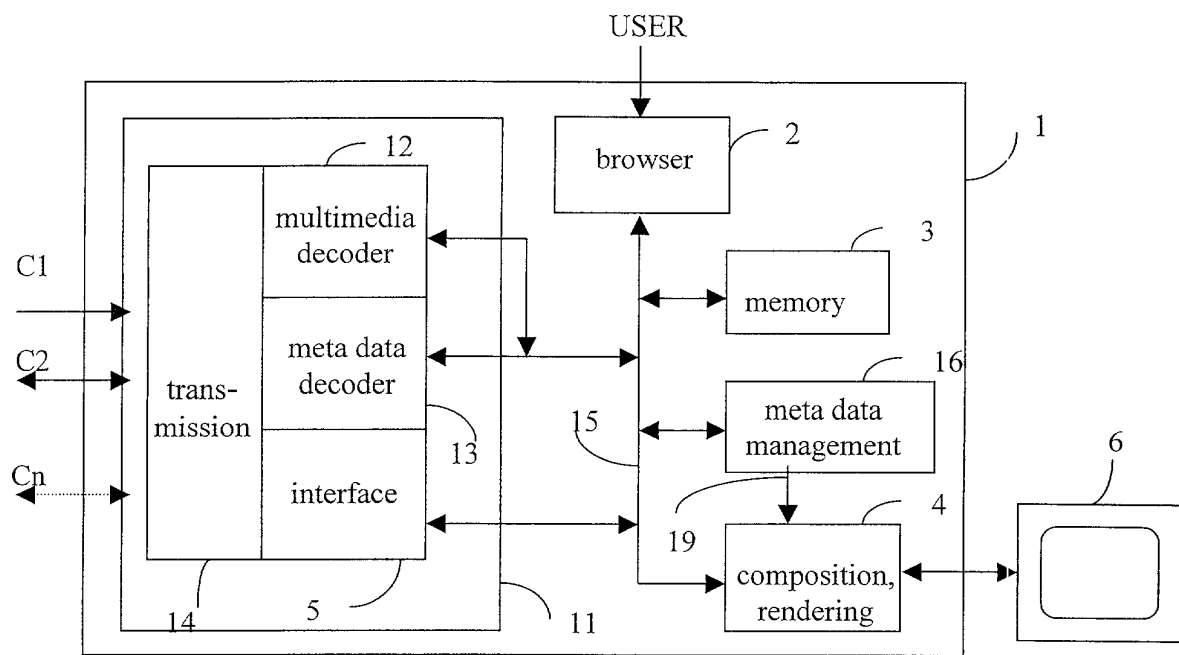 USER
browser
2
1
12
multimedia
decoder
3
memory
C1
C2
Cn
trans-
mission
meta data
decoder
13
15
16
meta data
management
interface
19
4
6
composition,
rendering
14
5
11